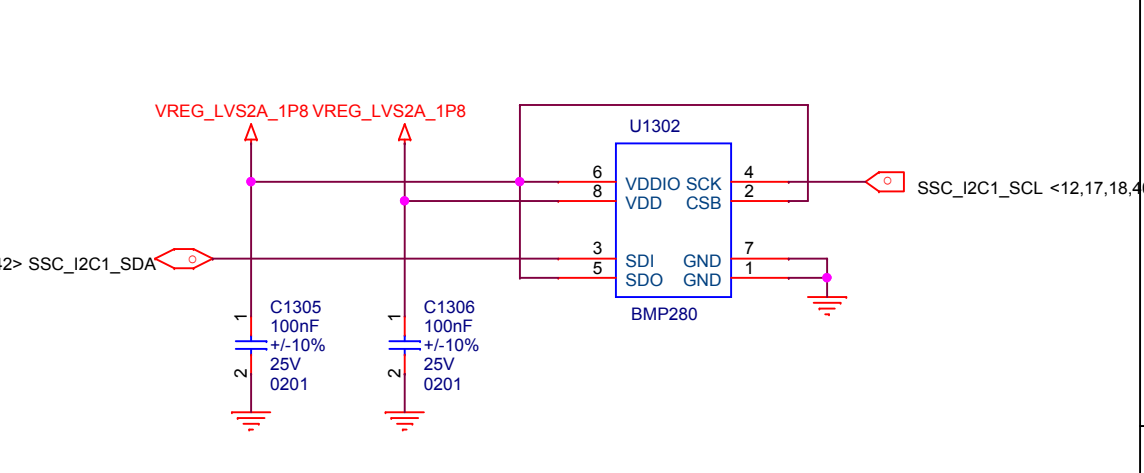 VREG_LVS2A_1P8 VREG_LVS2A_1P8
U1302
6
8
3
5
VDDIO SCK
VDD CSB
SDI GND
SDO GND
4
2
7
1
BMP280
SSC_I2C1_SCL <12,17,18,4
42> SSC_I2C1_SDA
1
2
C1305
100nF
+/-10%
25V
0201
1
2
C1306
100nF
+/-10%
25V
0201